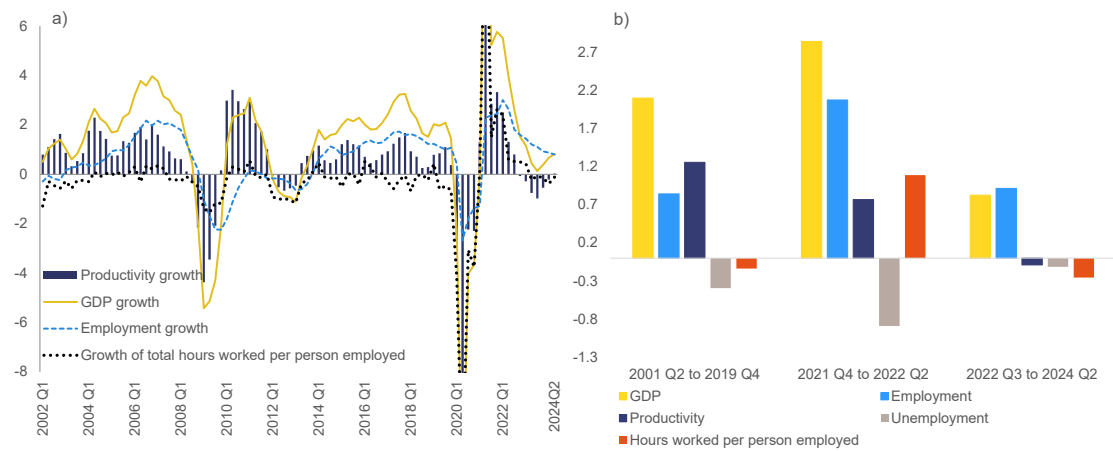 a)
6
4
2
0
-2
-4
-6
-8
Productivity growth
GDP growth
Employment growth
Growth of total hours worked per person employed
2002 Q1
2004 Q1
2006 Q1
2008 Q1
2010 Q1
2012 Q1
2014 Q1
2016 Q1
2018 Q1
2020 Q1
2022 Q1
2024Q2
b)
2.7
2.2
1.7
1.2
0.7
0.2
-0.3
-0.8
-1.3
2001 Q2 to 2019 Q4
2021 Q4 to 2022 Q2
2022 Q3 to 2024 Q2
GDP
Employment
Productivity
Unemployment
Hours worked per person employed